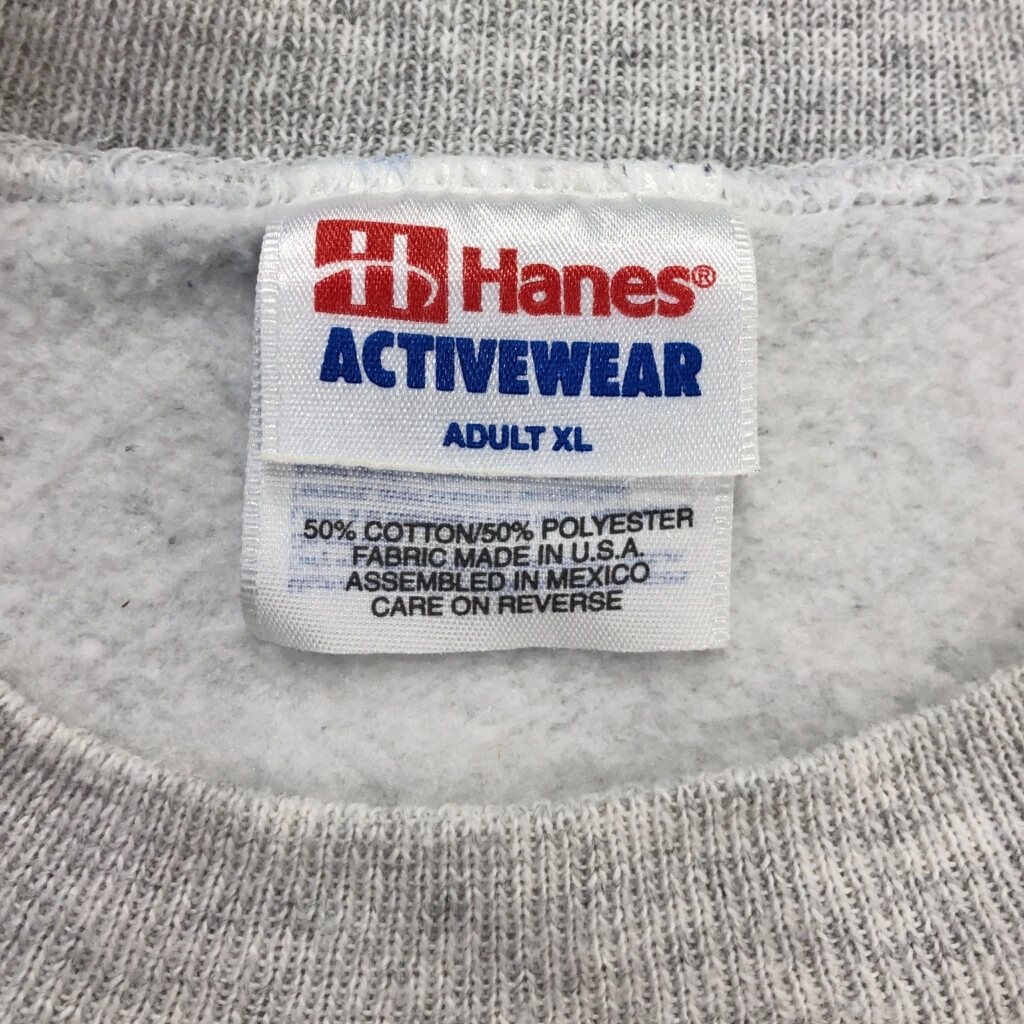 Hanes®
ACTIVEWEAR
ADULT XL
50% COTTON/50% POLYESTER
FABRIC MADE IN U.S.A.
ASSEMBLED IN MEXICO
CARE ON REVERSE